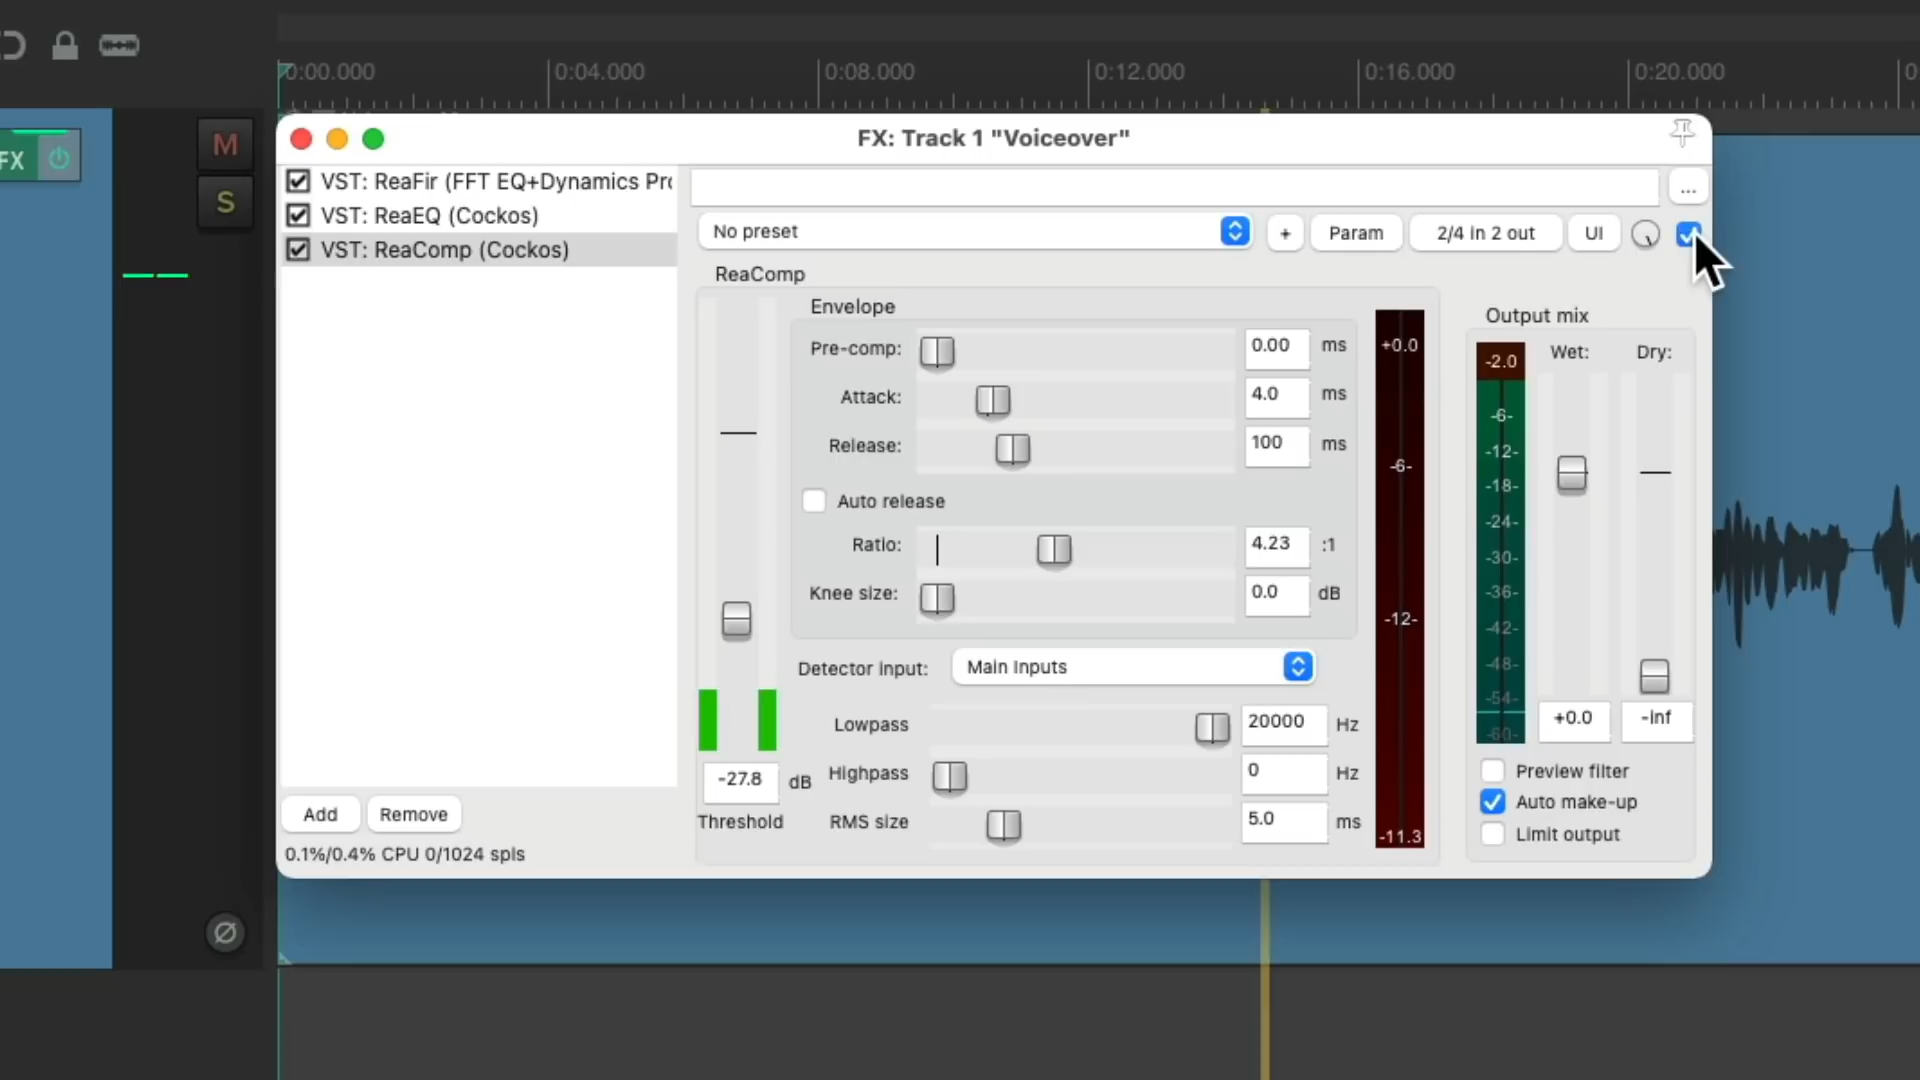 0:00.000
0:04.000
0:08.000
0:12.000
0:16.000
0:20.000
0
FX
M
S
FX: Track 1 "Voiceover"
VST: ReaFir (FFT EQ+Dynamics Pro
VST: ReaEQ (Cockos)
VST: ReaComp (Cockos)
...
No preset
+
Param
2/4 in 2 out
UI
ReaComp
Envelope
Pre-comp: 0.00 ms
Attack: 4.0 ms
Release: 100 ms
Auto release
Ratio: 4.23 :1
Knee size: 0.0 dB
Detector input: Main Inputs
Lowpass 20000 Hz
Highpass 0 Hz
RMS size 5.0 ms
-27.8 dB
Threshold
+0.0
-6-
-12-
-11.3
Output mix
Wet: Dry:
-2.0
-6-
-12-
-18-
-24-
-30-
-36-
-42-
-48-
-54-
-60-
+0.0 -inf
Preview filter
Auto make-up
Limit output
Add
Remove
0.1%/0.4% CPU 0/1024 spls